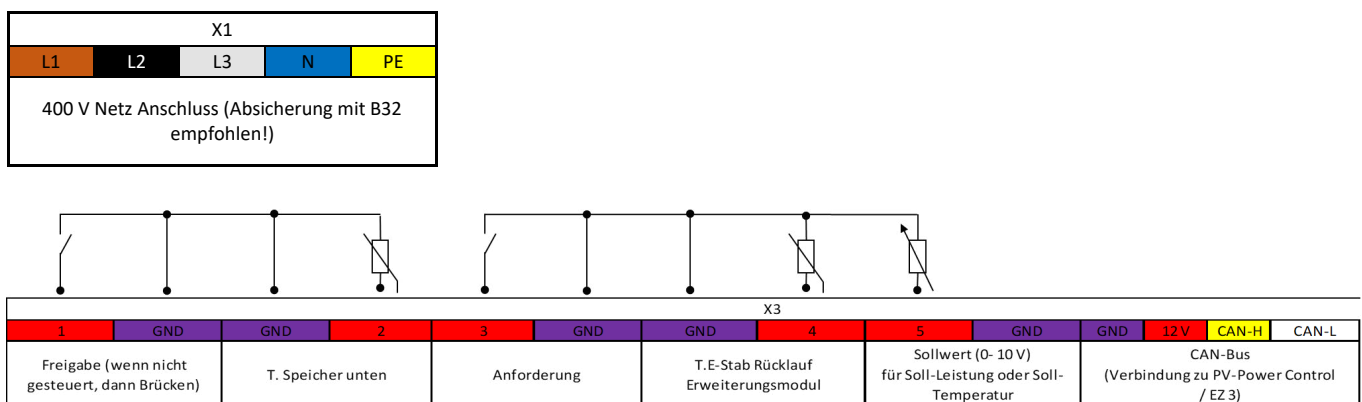 X1
L1 L2 L3 N PE
400 V Netz Anschluss (Absicherung mit B32
empfohlen!)
X3
1 GND GND 2 3 GND GND 4 5 GND GND 12 V CAN-H CAN-L
Freigabe (wenn nicht
gesteuert, dann Brücken)
T. Speicher unten
Anforderung
T.E-Stab Rücklauf
Erweiterungsmodul
Sollwert (0- 10 V)
für Soll-Leistung oder Soll-
Temperatur
CAN-Bus
(Verbindung zu PV-Power Control
/ EZ 3)